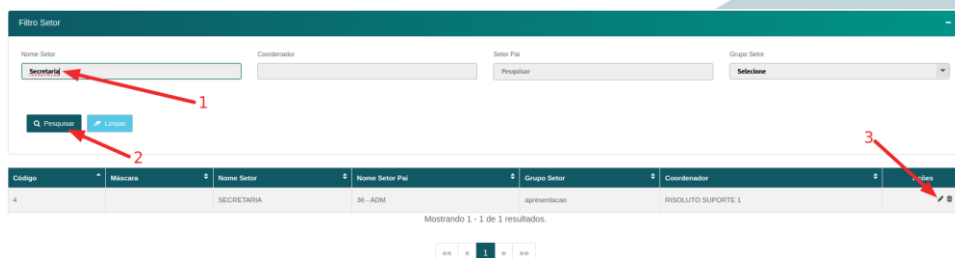 Filtro Setor
Nome Setor Coordenador Setor Pai Grupo Setor
Secretaria Pesquisar Selecione
1
Pesquisar Limpar
2
3
Código Máscara Nome Setor Nome Setor Pai Grupo Setor Coordenador Ações
4 SECRETARIA 36 - ADM apresentacao RISOLUTO SUPORTE 1
Mostrando 1 - 1 de 1 resultados.
«« « 1 » »»